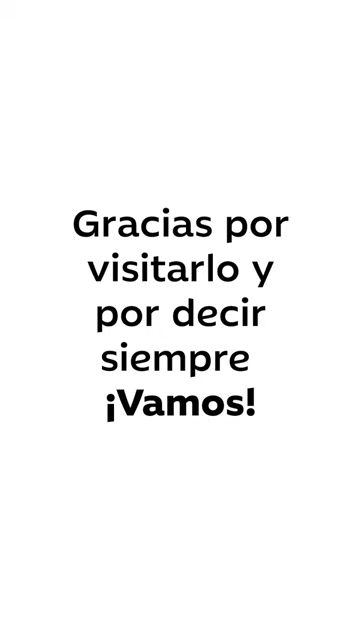 Gracias por
visitarlo y
por decir
siempre
¡Vamos!